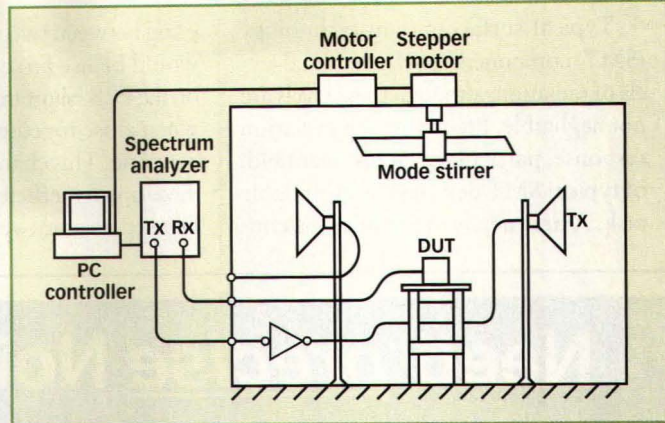 Motor controller
Stepper motor
Mode stirrer
Spectrum analyzer
Tx Rx
PC controller
DUT
Tx